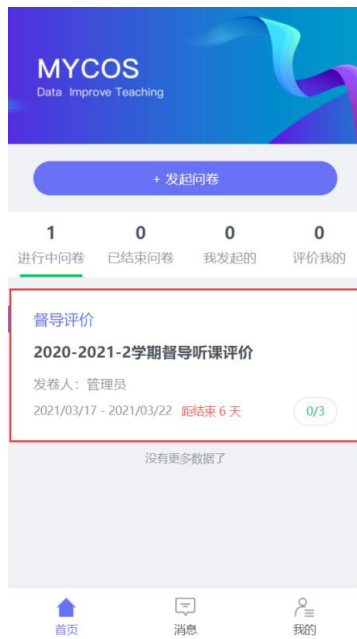 MYCOS
Data Improve Teaching
+ 发起问卷
1 0 0 0
进行中问卷 已结束问卷 我发起的 评价我的
督导评价
2020-2021-2学期督导听课评价
发卷人：管理员
2021/03/17 - 2021/03/22 距结束 6 天 0/3
没有更多数据了
首页 消息 我的